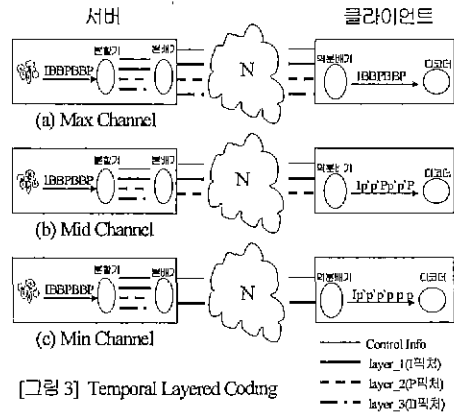 서버
클라이언트
분할기
분배기
IBBPBBP
N
역분배기
IBBPBBP
디코더
(a) Max Channel
분할기
분배기
IBBPBBP
N
역분배기
Ip'p'Pp'p'P
디코더
(b) Mid Channel
분할기
분배기
IBBPBBP
N
역분배기
Ip'p'p'p p p
디코더
(c) Min Channel
Control Info
layer_1(I픽처)
layer_2(P픽처)
layer_3(B픽처)
[그림 3] Temporal Layered Coding